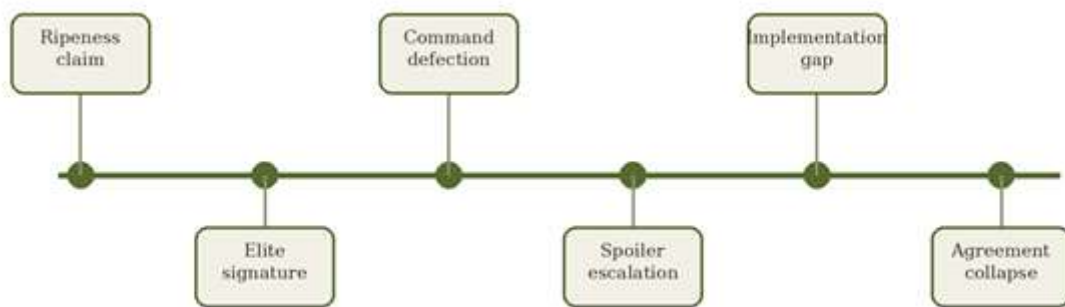 Ripeness
claim
Elite
signature
Command
defection
Spoiler
escalation
Implementation
gap
Agreement
collapse